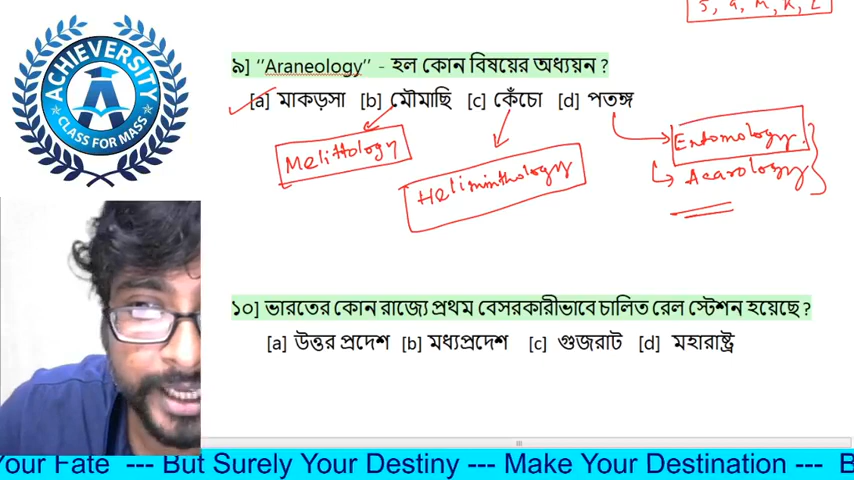 5, a, m, k, L
ACHIEVERSITY
CLASS FOR MASS
৯] ‘‘Araneology’’ - হল কোন বিষয়ের অধ্যয়ন ?
[a] মাকড়সা [b] মৌমাছি [c] কেঁচো [d] পতঙ্গ
Melittology
Heliminthology
Entomology
Acarology
১০] ভারতের কোন রাজ্যে প্রথম বেসরকারীভাবে চালিত রেল স্টেশন হয়েছে ?
[a] উত্তর প্রদেশ [b] মধ্যপ্রদেশ [c] গুজরাট [d] মহারাষ্ট্র
Your Fate --- But Surely Your Destiny --- Make Your Destination --- B